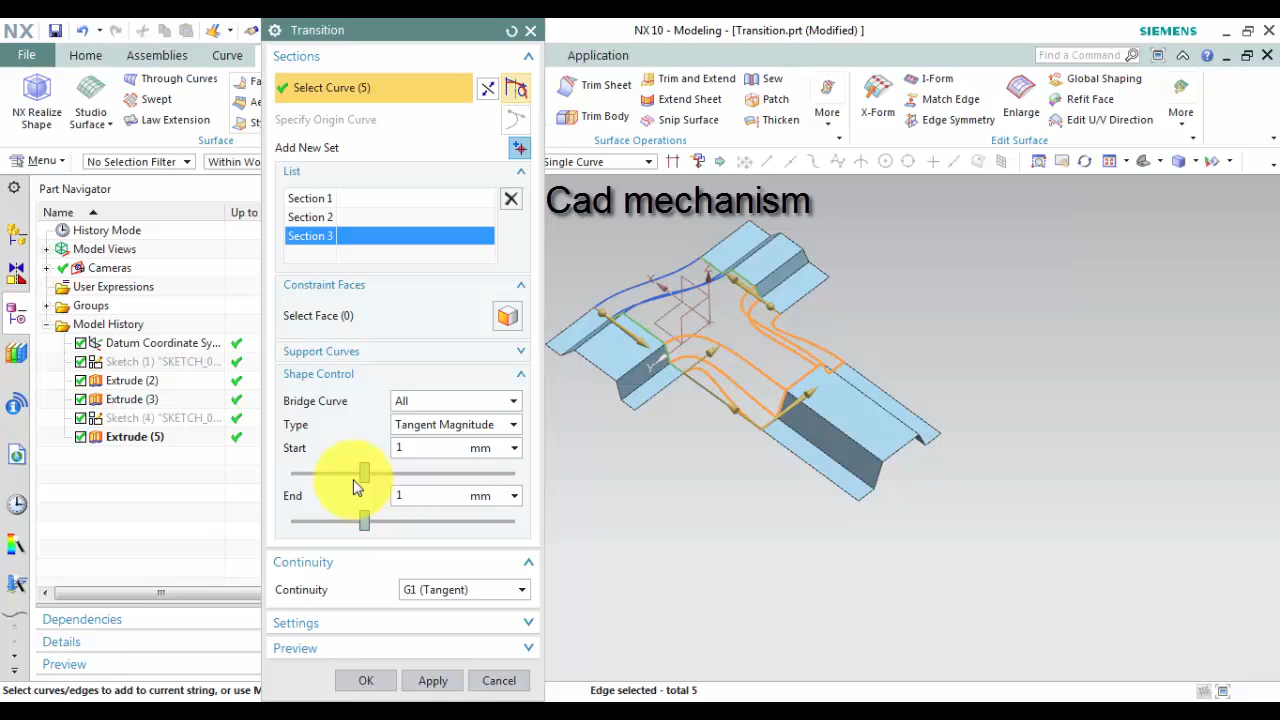 NX
Transition
NX 10 - Modeling - [Transition.prt (Modified) ]
SIEMENS
File
Home
Assemblies
Curve
Application
Find a Command
NX Realize
Shape
Studio
Surface
Through Curves
Swept
Law Extension
Fa
Surface
Trim Sheet
Trim Body
Trim and Extend
Extend Sheet
Snip Surface
Sew
Patch
Thicken
More
Surface Operations
X-Form
I-Form
Match Edge
Edge Symmetry
Enlarge
Global Shaping
Refit Face
Edit U/V Direction
More
Edit Surface
Menu
No Selection Filter
Within Wo
Single Curve
Part Navigator
Name
Up to
History Mode
Model Views
Cameras
User Expressions
Groups
Model History
Datum Coordinate Sy...
Sketch (1) "SKETCH_0...
Extrude (2)
Extrude (3)
Sketch (4) "SKETCH_0...
Extrude (5)
Dependencies
Details
Preview
Sections
Select Curve (5)
Specify Origin Curve
Add New Set
List
Section 1
Section 2
Section 3
Constraint Faces
Select Face (0)
Support Curves
Shape Control
Bridge Curve
All
Type
Tangent Magnitude
Start
1 mm
End
1 mm
Continuity
Continuity
G1 (Tangent)
Settings
Preview
OK
Apply
Cancel
Cad mechanism
X
Y
Select curves/edges to add to current string, or use M
Edge selected - total 5